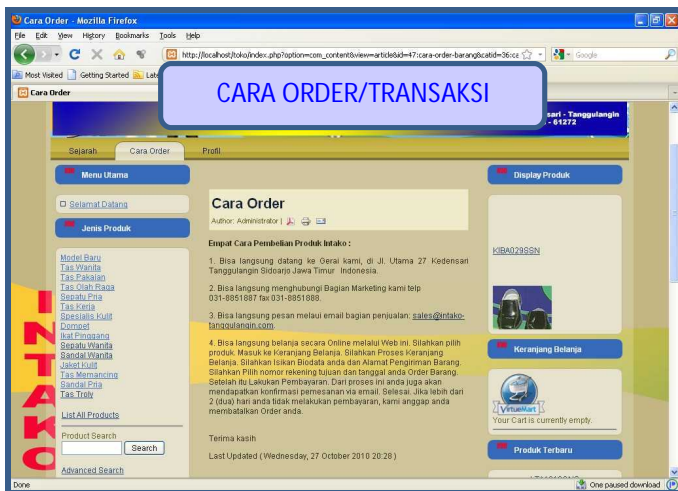 Cara Order - Mozilla Firefox
File Edit View History Bookmarks Tools Help
http://localhost/toko/index.php?option=com_content&view=article&id=47:cara-order-barang&catid=36:ca
Google
Most Visited Getting Started Late
Cara Order
CARA ORDER/TRANSAKSI
sari - Tanggulangin
- 61272
Sejarah Cara Order Profil
Menu Utama
Selamat Datang
Jenis Produk
Model Baru
Tas Wanita
Tas Pakaian
Tas Olah Raga
Sepatu Pria
Tas Kerja
Spesialis Kulit
Dompet
Ikat Pinggang
Sepatu Wanita
Sandal Wanita
Jaket Kulit
Tas Memancing
Sandal Pria
Tas Troly
List All Products
Product Search
Search
Advanced Search
INTAKO
Cara Order
Author: Administrator |
Empat Cara Pembelian Produk Intako :
1. Bisa langsung datang ke Gerai kami, di Jl. Utama 27 Kedensari
Tanggulangin Sidoarjo Jawa Timur Indonesia.
2. Bisa langsung menghubungi Bagian Marketing kami telp
031-8851887 fax 031-8851888.
3. Bisa langsung pesan melaui email bagian penjualan: sales@intako-
tanggulangin.com.
4. Bisa langsung belanja secara Online melalui Web ini. Silahkan pilih
produk. Masuk ke Keranjang Belanja. Silahkan Proses Keranjang
Belanja. Silahkan Isikan Biodata anda dan Alamat Pengiriman Barang.
Silahkan Pilih nomor rekening tujuan dan tanggal anda Order Barang.
Setelah itu Lakukan Pembayaran. Dari proses ini anda juga akan
mendapatkan konfirmasi pemesanan via email. Selesai. Jika lebih dari
2 (dua) hari anda tidak melakukan pembayaran, kami anggap anda
membatalkan Order anda.
Terima kasih
Last Updated ( Wednesday, 27 October 2010 20:28 )
Display Produk
KIBA029SSN
Keranjang Belanja
VirtueMart
Your Cart is currently empty.
Produk Terbaru
Done
One paused download